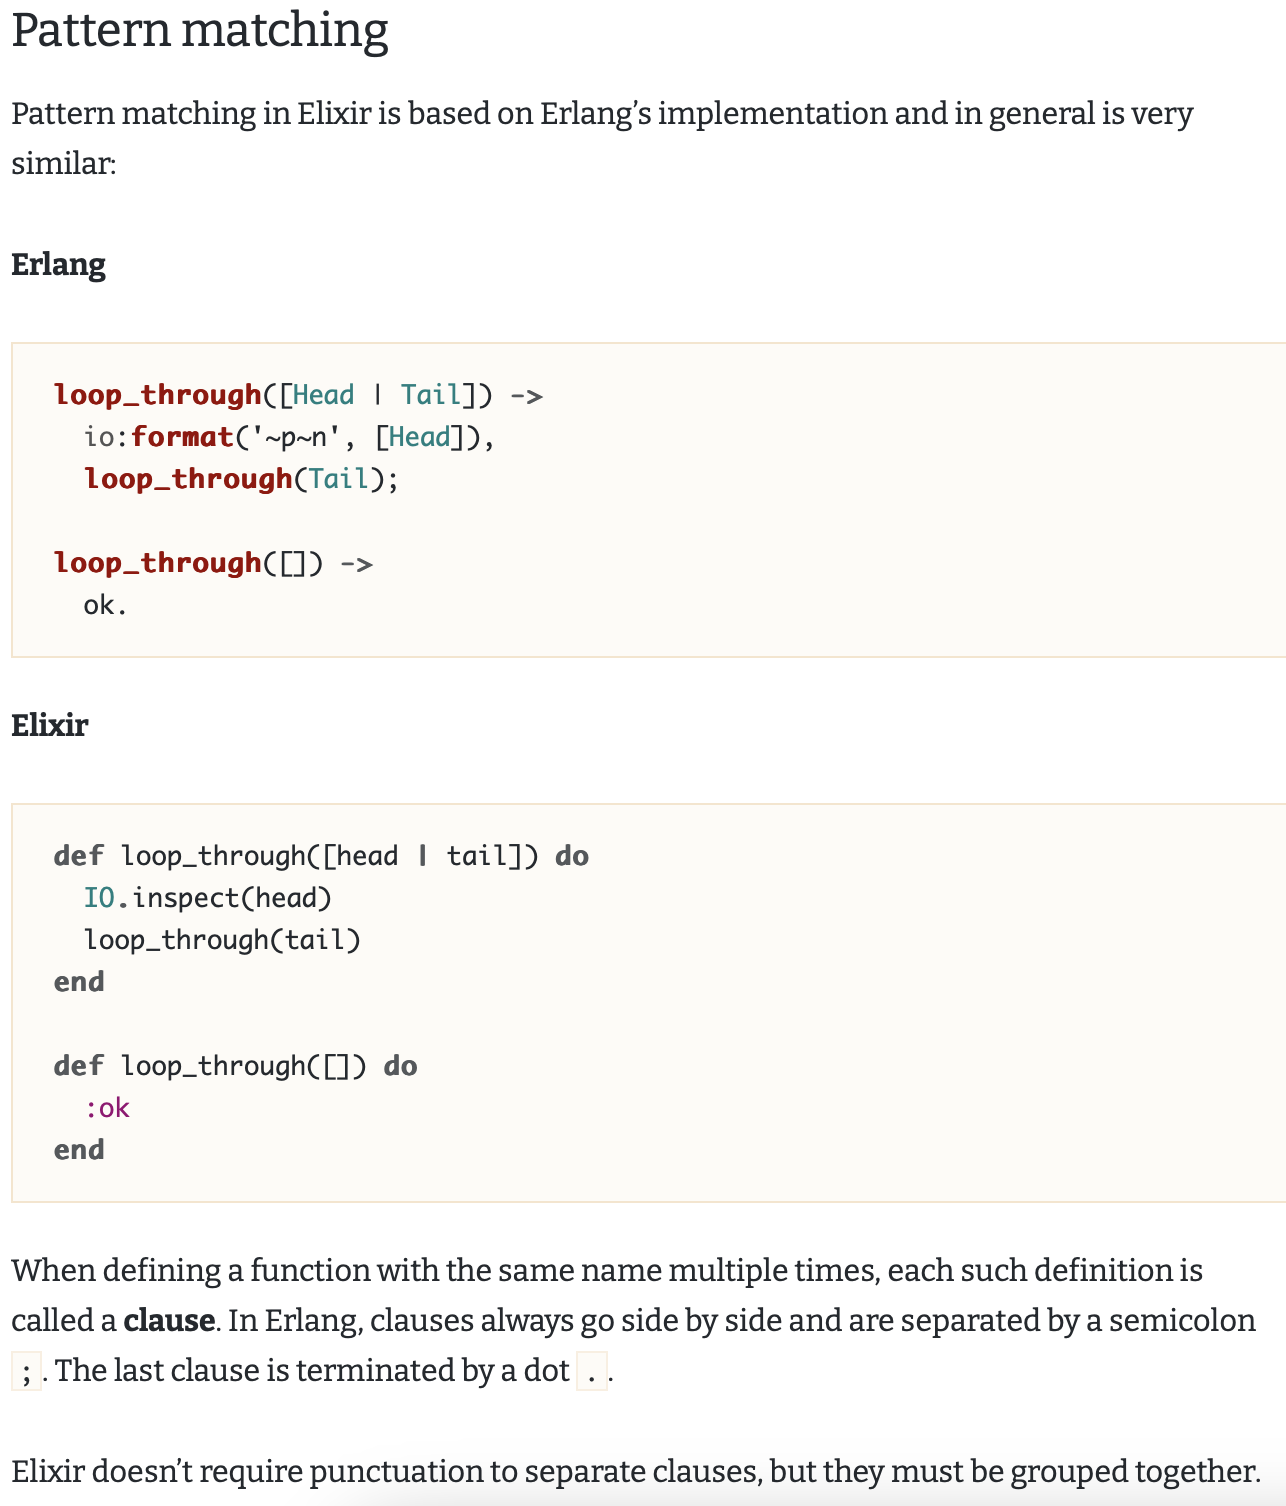 Pattern matching
Pattern matching in Elixir is based on Erlang’s implementation and in general is very
similar:
Erlang
loop_through([Head | Tail]) ->
  io:format('~p~n', [Head]),
  loop_through(Tail);

loop_through([]) ->
  ok.
Elixir
def loop_through([head | tail]) do
  IO.inspect(head)
  loop_through(tail)
end

def loop_through([]) do
  :ok
end
When defining a function with the same name multiple times, each such definition is
called a clause. In Erlang, clauses always go side by side and are separated by a semicolon
;. The last clause is terminated by a dot ..
Elixir doesn’t require punctuation to separate clauses, but they must be grouped together.